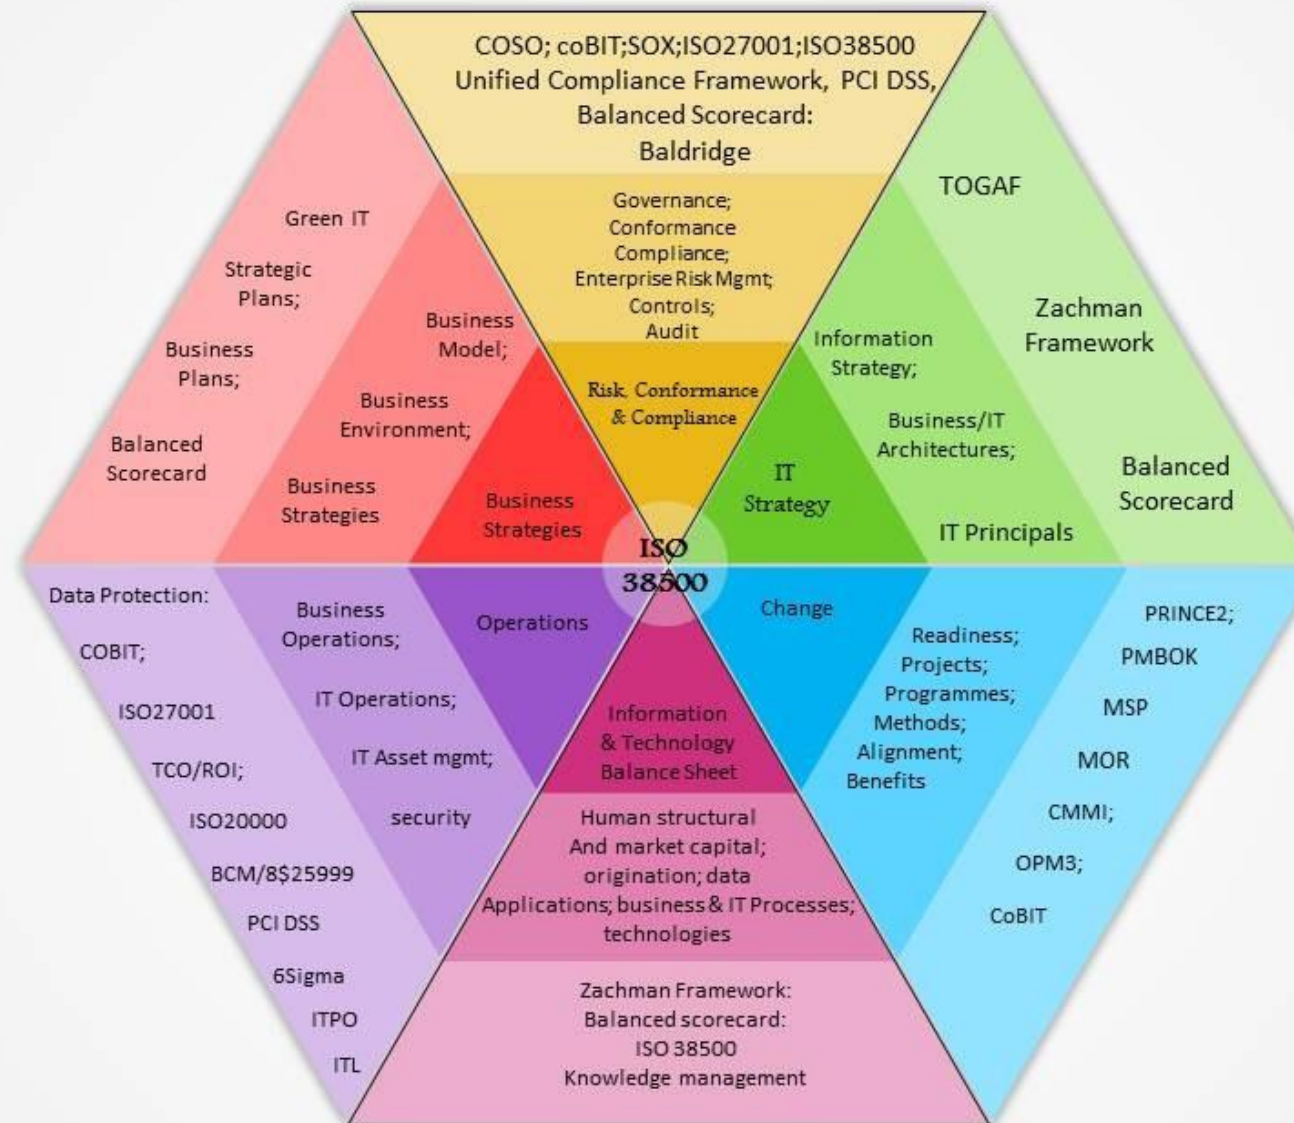 COSO; coBIT;SOX;ISO27001;ISO38500
Unified Compliance Framework, PCI DSS,
Balanced Scorecard:
Baldridge
Governance;
Conformance
Compliance;
Enterprise Risk Mgmt;
Controls;
Audit
Risk, Conformance
& Compliance
Green IT
Strategic
Plans;
Business
Plans;
Balanced
Scorecard
Business
Model;
Business
Environment;
Business
Strategies
Business
Strategies
IT
Strategy
Information
Strategy;
Business/IT
Architectures;
IT Principals
TOGAF
Zachman
Framework
Balanced
Scorecard
ISO
38500
Data Protection:
COBIT;
ISO27001
TCO/ROI;
ISO20000
BCM/8$25999
PCI DSS
6Sigma
ITPO
ITL
Business
Operations;
IT Operations;
IT Asset mgmt;
security
Operations
Information
& Technology
Balance Sheet
Human structural
And market capital;
origination; data
Applications; business & IT Processes;
technologies
Zachman Framework:
Balanced scorecard:
ISO 38500
Knowledge management
Change
Readiness;
Projects;
Programmes;
Methods;
Alignment;
Benefits
PRINCE2;
PMBOK
MSP
MOR
CMMI;
OPM3;
CoBIT